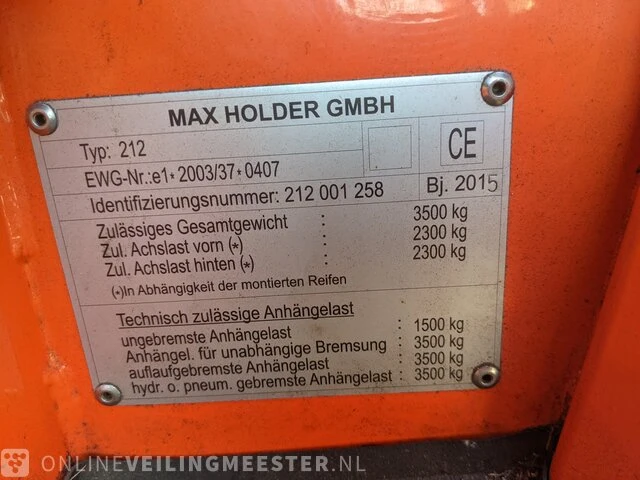 MAX HOLDER GMBH
Typ: 212
CE
EWG-Nr.:e1*2003/37*0407
Identifizierungsnummer: 212 001 258
Bj. 2015
Zulässiges Gesamtgewicht : 3500 kg
Zul. Achslast vorn (*) : 2300 kg
Zul. Achslast hinten (*) : 2300 kg
(*)In Abhängigkeit der montierten Reifen
Technisch zulässige Anhängelast
ungebremste Anhängelast : 1500 kg
Anhängel. für unabhängige Bremsung : 3500 kg
auflaufgebremste Anhängelast : 3500 kg
hydr. o. pneum. gebremste Anhängelast : 3500 kg
ONLINEVEILINGMEESTER.NL